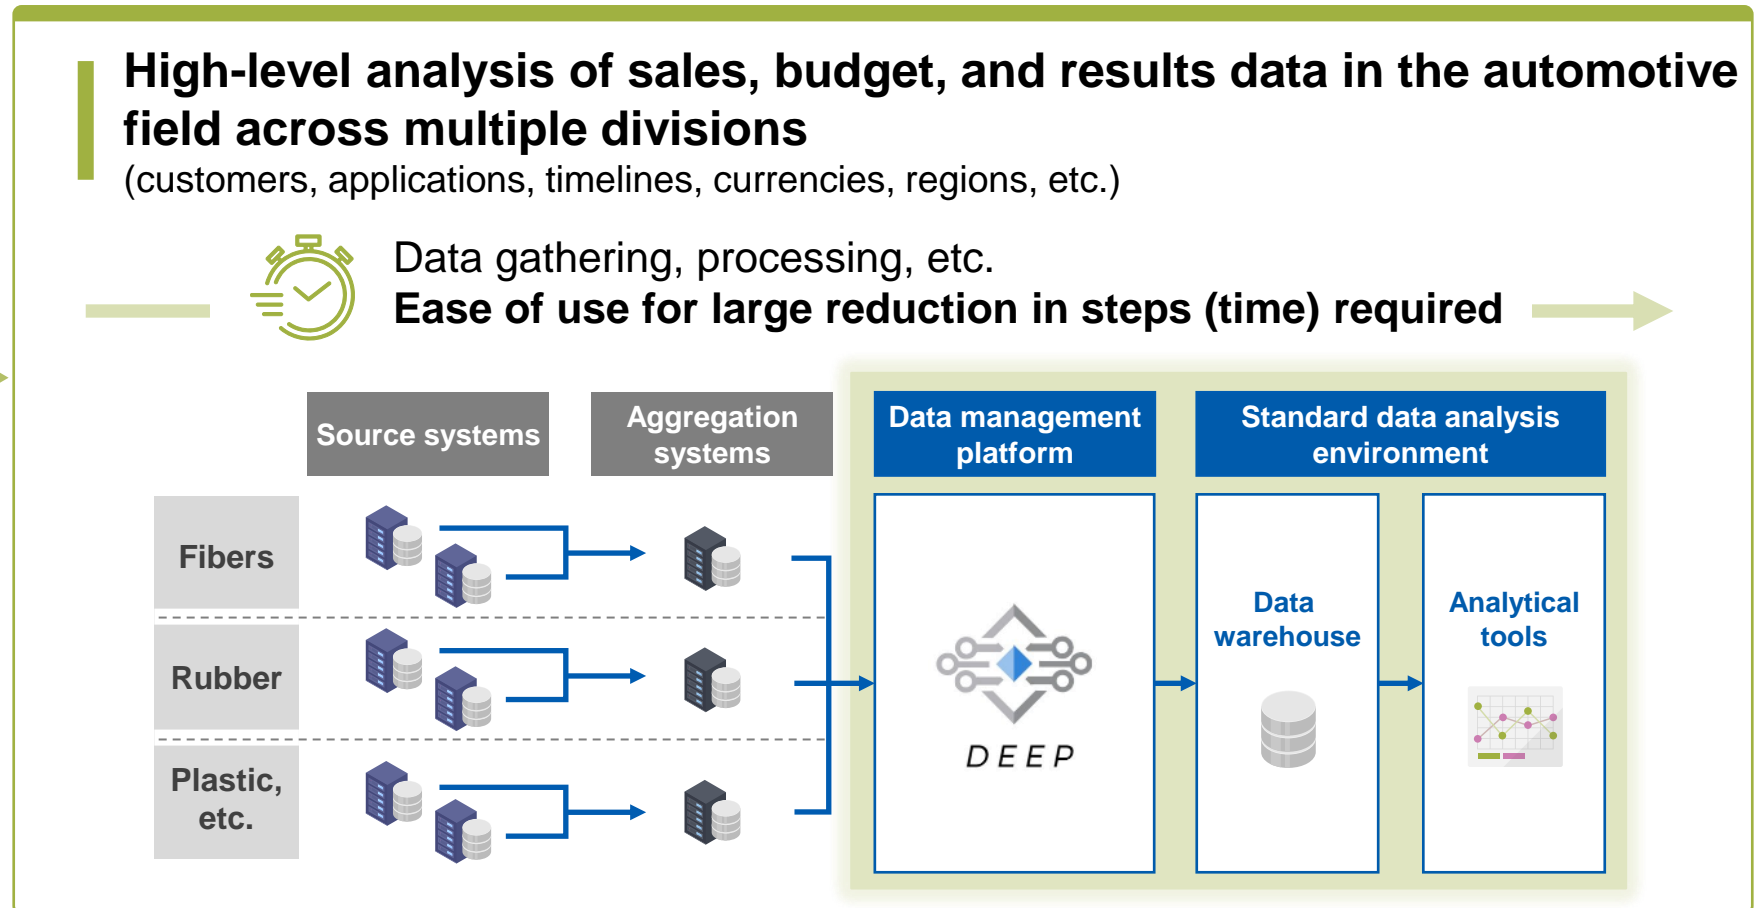 High-level analysis of sales, budget, and results data in the automotive
field across multiple divisions
(customers, applications, timelines, currencies, regions, etc.)
Data gathering, processing, etc.
Ease of use for large reduction in steps (time) required
Source systems
Aggregation
systems
Data management
platform
Standard data analysis
environment
Fibers
Rubber
Plastic,
etc.
DEEP
Data
warehouse
Analytical
tools